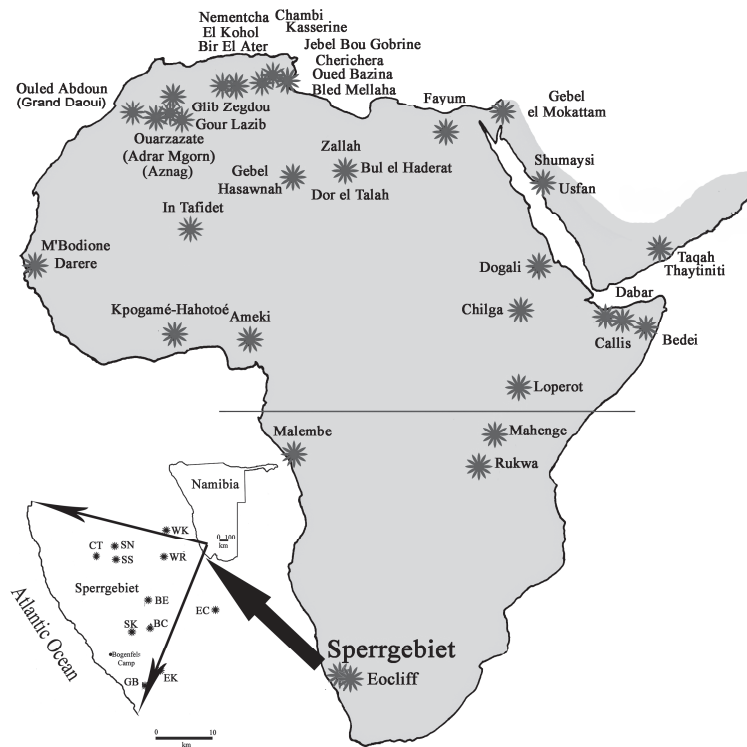 Nementcha
El Kohol
Bir El Ater
Chambi
Kasserine
Jebel Bou Gobrine
Cherichera
Oued Bazina
Bled Mellaha
Ouled Abdoun
(Grand Daoui)
Glib Zegdou
Gour Lazib
Ouarzazate
(Adrar Mgorn)
(Aznag)
Fayum
Gebel
el Mokattam
Zallah
Bul el Haderat
Dor el Talah
Gebel
Hasawnah
Shumaysi
Usfan
In Tafidet
M'Bodione
Darere
Taqah
Thaytiniti
Dogali
Dabar
Chilga
Callis
Bedei
Kpogamé-Hahotoé
Ameki
Loperot
Malembe
Mahenge
Rukwa
Namibia
0 100
km
WK
CT
SN
SS
WR
Sperrgebiet
BE
EC
SK
BC
Bogenfels
Camp
GB
EK
Atlantic Ocean
0 10
km
Sperrgebiet
Eocliff